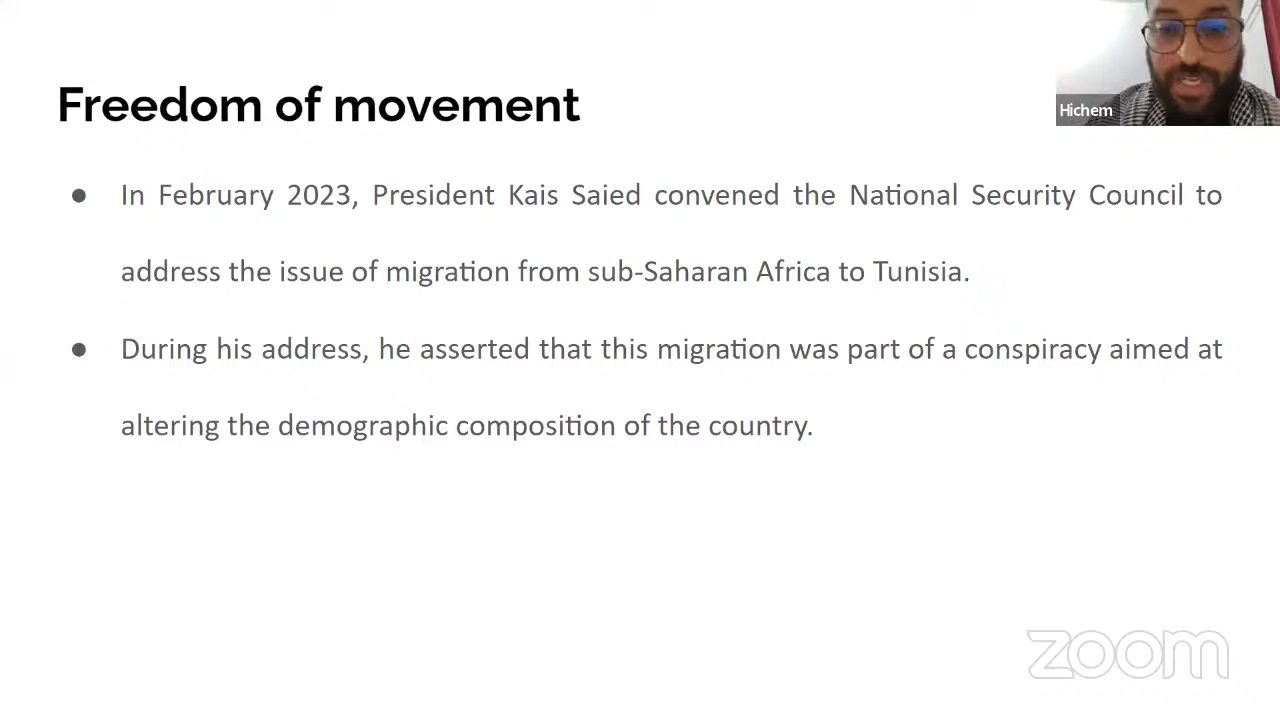 Hichem
Freedom of movement
● In February 2023, President Kais Saied convened the National Security Council to
address the issue of migration from sub-Saharan Africa to Tunisia.
● During his address, he asserted that this migration was part of a conspiracy aimed at
altering the demographic composition of the country.
zoom